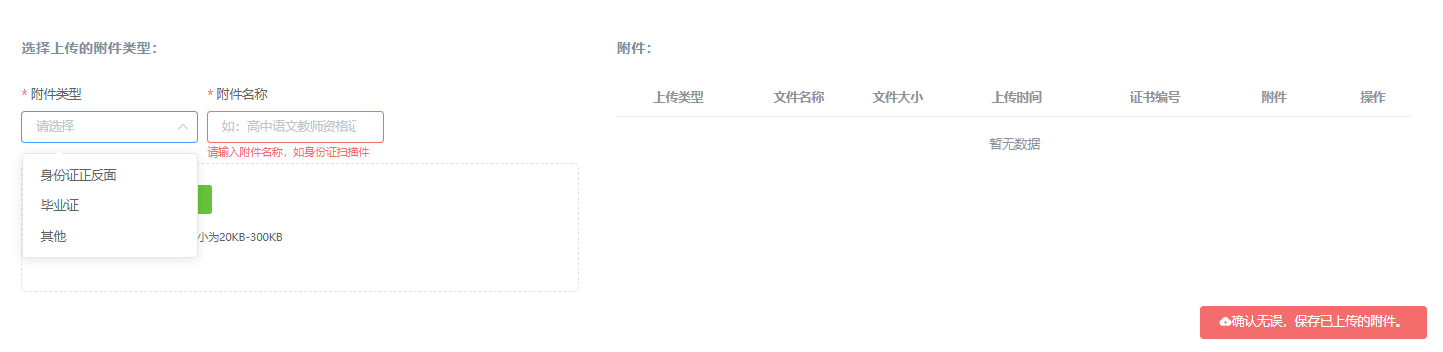 选择上传的附件类型：
* 附件类型
* 附件名称
请选择
如：高中语文教师资格证
请输入附件名称，如身份证扫描件
身份证正反面
毕业证
其他
小为20KB-300KB
附件：
上传类型 文件名称 文件大小 上传时间 证书编号 附件 操作
暂无数据
确认无误，保存已上传的附件。